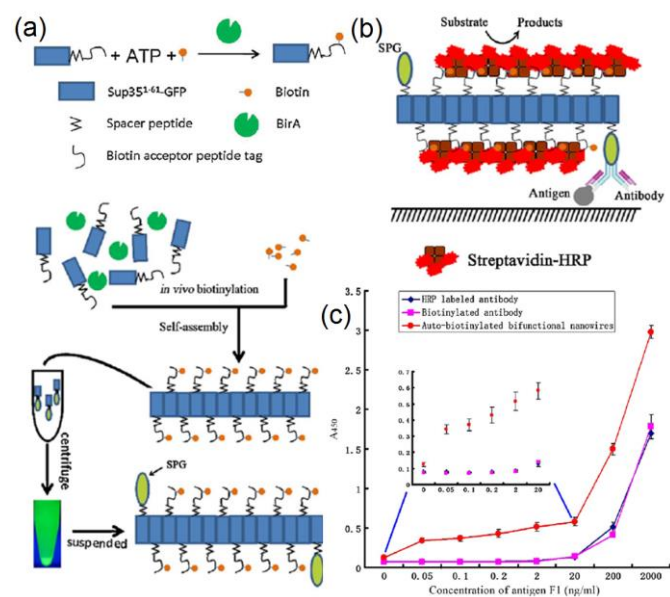 (a)
+ ATP +
Sup35¹⁻⁶¹-GFP
Biotin
Spacer peptide
BirA
Biotin acceptor peptide tag
in vivo biotinylation
Self-assembly
centrifuge
SPG
suspended
(b)
Substrate
Products
SPG
Antigen
Antibody
Streptavidin-HRP
(c)
HRP labeled antibody
Biotinylated antibody
Auto-biotinylated bifunctional nanowires
3.5
3
2.5
2
1.5
1
0.5
0
A450
0.7
0.6
0.5
0.4
0.3
0.2
0.1
0
0 0.05 0.1 0.2 2 20
0 0.05 0.1 0.2 2 20 200 2000
Concentration of antigen F1 (ng/ml)